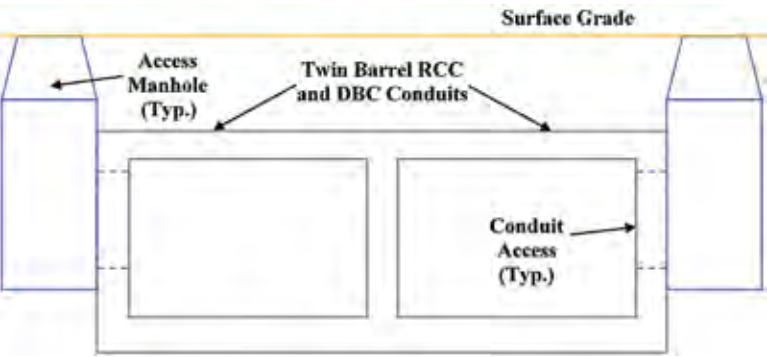 Surface Grade
Access
Manhole
(Typ.)
Twin Barrel RCC
and DBC Conduits
Conduit
Access
(Typ.)